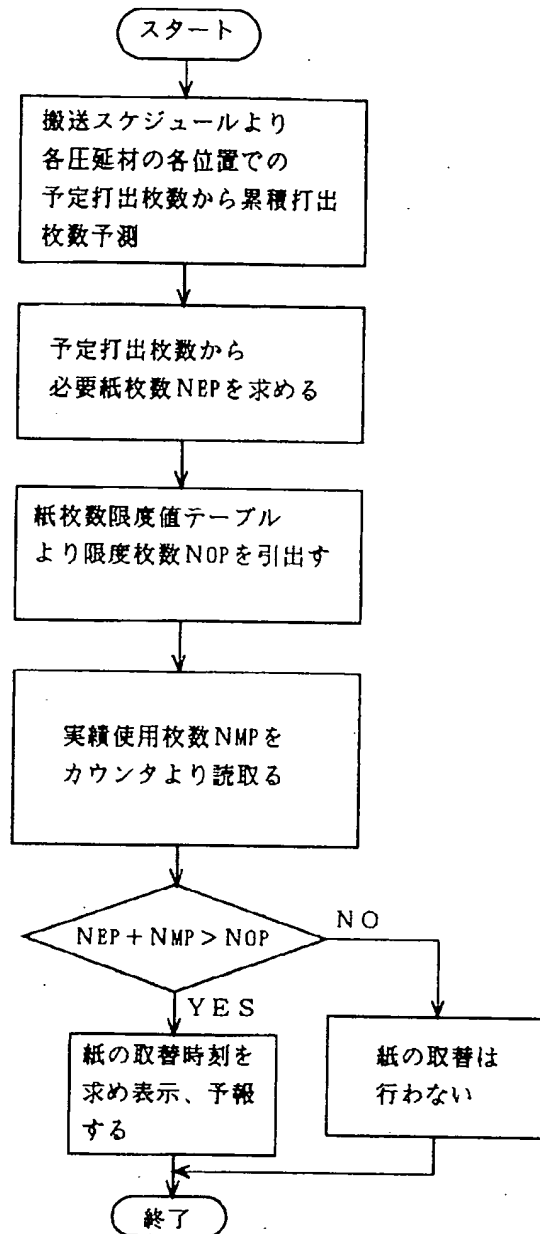 スタート
搬送スケジュールより
各圧延材の各位置での
予定打出枚数から累積打出
枚数予測
予定打出枚数から
必要紙枚数NEPを求める
紙枚数限度値テーブル
より限度枚数NOPを引出す
実績使用枚数NMPを
カウンタより読取る
NEP+NMP>NOP
NO
YES
紙の取替時刻を
求め表示、予報
する
紙の取替は
行わない
終了